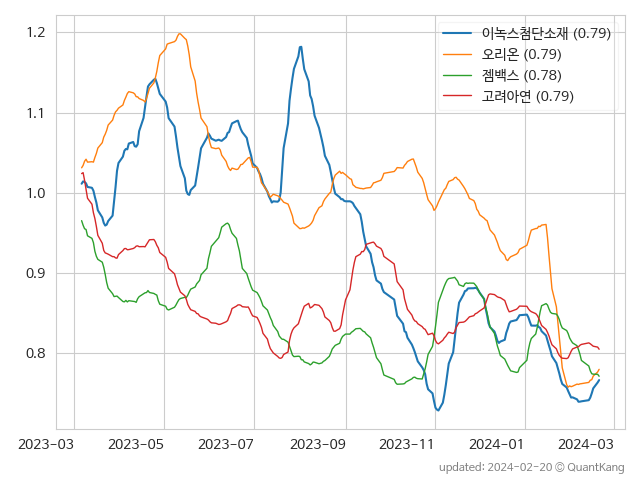 1.2
1.1
1.0
0.9
0.8
이녹스첨단소재 (0.79)
오리온 (0.79)
젬백스 (0.78)
고려아연 (0.79)
2023-03 2023-05 2023-07 2023-09 2023-11 2024-01 2024-03
updated: 2024-02-20 © QuantKang